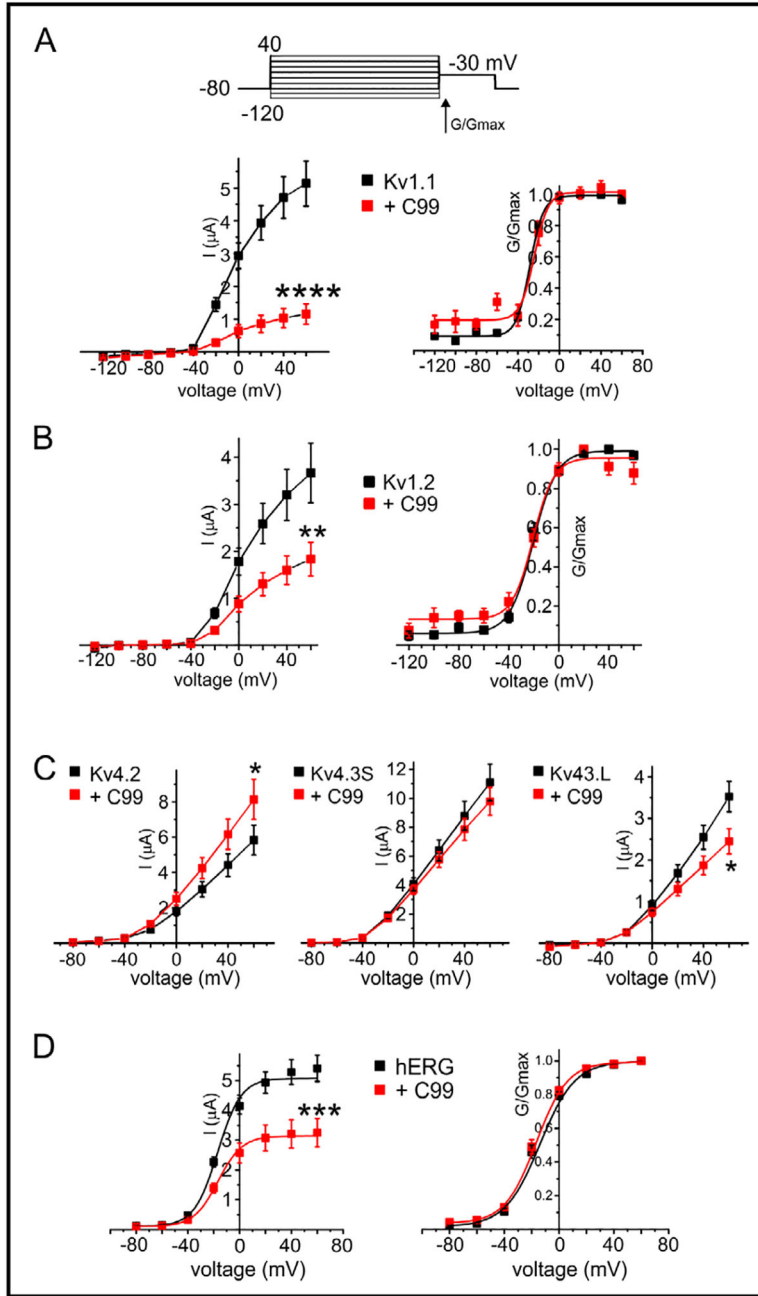 A
40
-30 mV
-80
-120
G/Gmax
Kv1.1
+ C99
5
4
3
2
1
I (µA)
****
-120 -80 -40 0 40
voltage (mV)
1.0
0.8
0.6
0.4
0.2
G/Gmax
-120 -80 -40 0 40 80
voltage (mV)
B
Kv1.2
+ C99
4
3
2
1
I (µA)
**
-120 -80 -40 0 40
voltage (mV)
1.0
0.8
0.6
0.4
0.2
G/Gmax
-120 -80 -40 0 40
voltage (mV)
C
Kv4.2
+ C99
8
6
4
2
I (µA)
*
-80 -40 0 40
voltage (mV)
Kv4.3S
+ C99
12
10
8
6
4
2
I (µA)
-80 -40 0 40
voltage (mV)
Kv43.L
+ C99
4
3
2
1
I (µA)
*
-80 -40 0 40
voltage (mV)
D
hERG
+ C99
5
4
3
2
1
I (µA)
***
-80 -40 0 40 80
voltage (mV)
1.0
0.8
0.6
0.4
0.2
G/Gmax
-80 -40 0 40
voltage (mV)